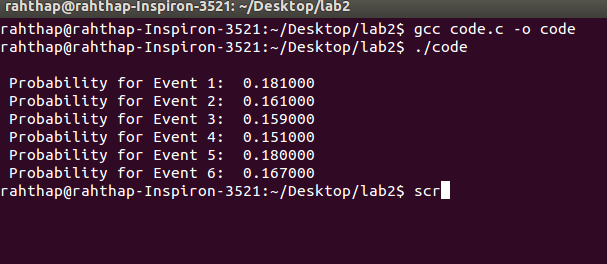 rahthap@rahthap-Inspiron-3521: ~/Desktop/lab2
rahthap@rahthap-Inspiron-3521:~/Desktop/lab2$ gcc code.c -o code
rahthap@rahthap-Inspiron-3521:~/Desktop/lab2$ ./code
Probability for Event 1:  0.181000
Probability for Event 2:  0.161000
Probability for Event 3:  0.159000
Probability for Event 4:  0.151000
Probability for Event 5:  0.180000
Probability for Event 6:  0.167000
rahthap@rahthap-Inspiron-3521:~/Desktop/lab2$ scr